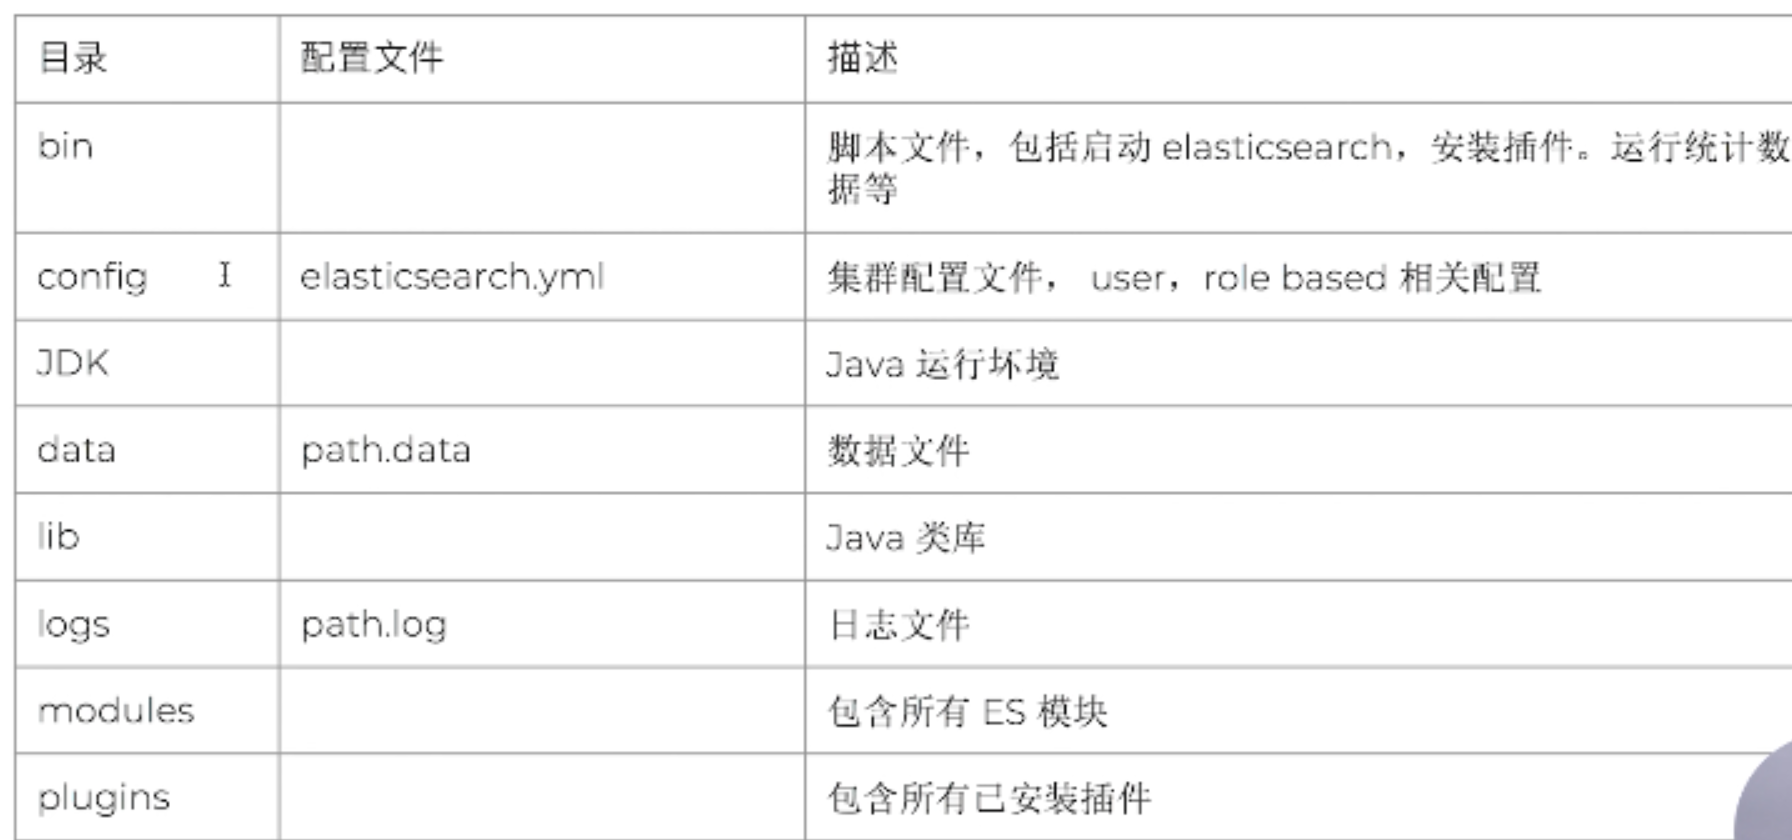 目录 配置文件 描述
bin 脚本文件，包括启动 elasticsearch，安装插件。运行统计数
据等
config elasticsearch.yml 集群配置文件， user，role based 相关配置
JDK Java 运行环境
data path.data 数据文件
lib Java 类库
logs path.log 日志文件
modules 包含所有 ES 模块
plugins 包含所有已安装插件